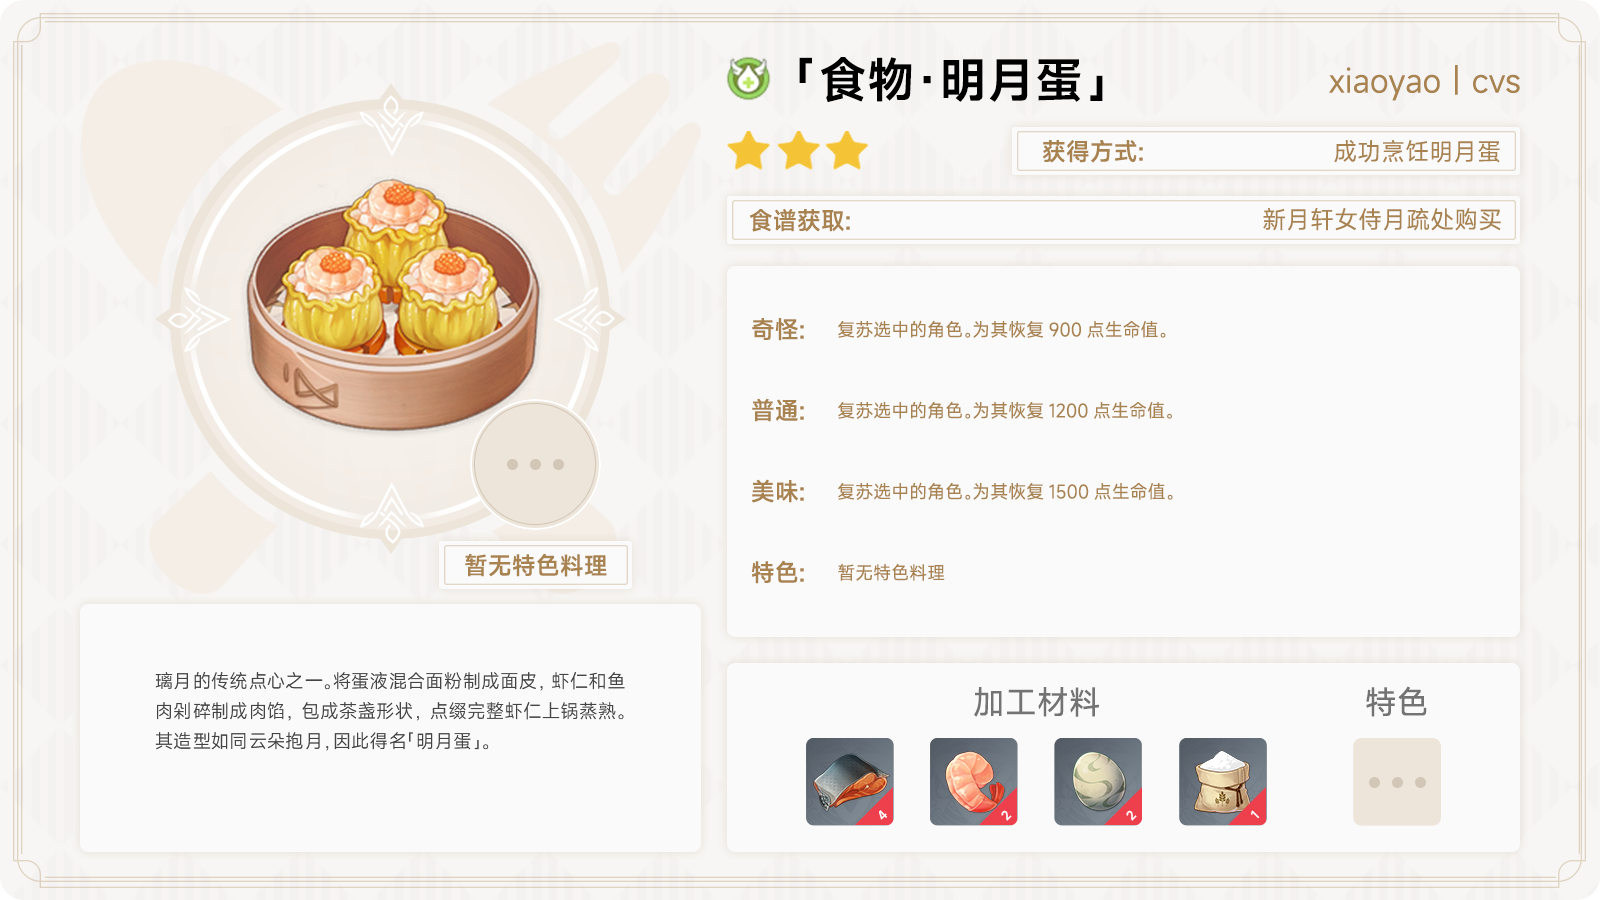 「食物·明月蛋」
xiaoyao | cvs
获得方式: 成功烹饪明月蛋
食谱获取: 新月轩女侍月疏处购买
奇怪: 复苏选中的角色。为其恢复 900 点生命值。
普通: 复苏选中的角色。为其恢复 1200 点生命值。
美味: 复苏选中的角色。为其恢复 1500 点生命值。
特色: 暂无特色料理
暂无特色料理
璃月的传统点心之一。将蛋液混合面粉制成面皮，虾仁和鱼
肉剁碎制成肉馅，包成茶盏形状，点缀完整虾仁上锅蒸熟。
其造型如同云朵抱月，因此得名「明月蛋」。
加工材料
特色
4
2
2
1